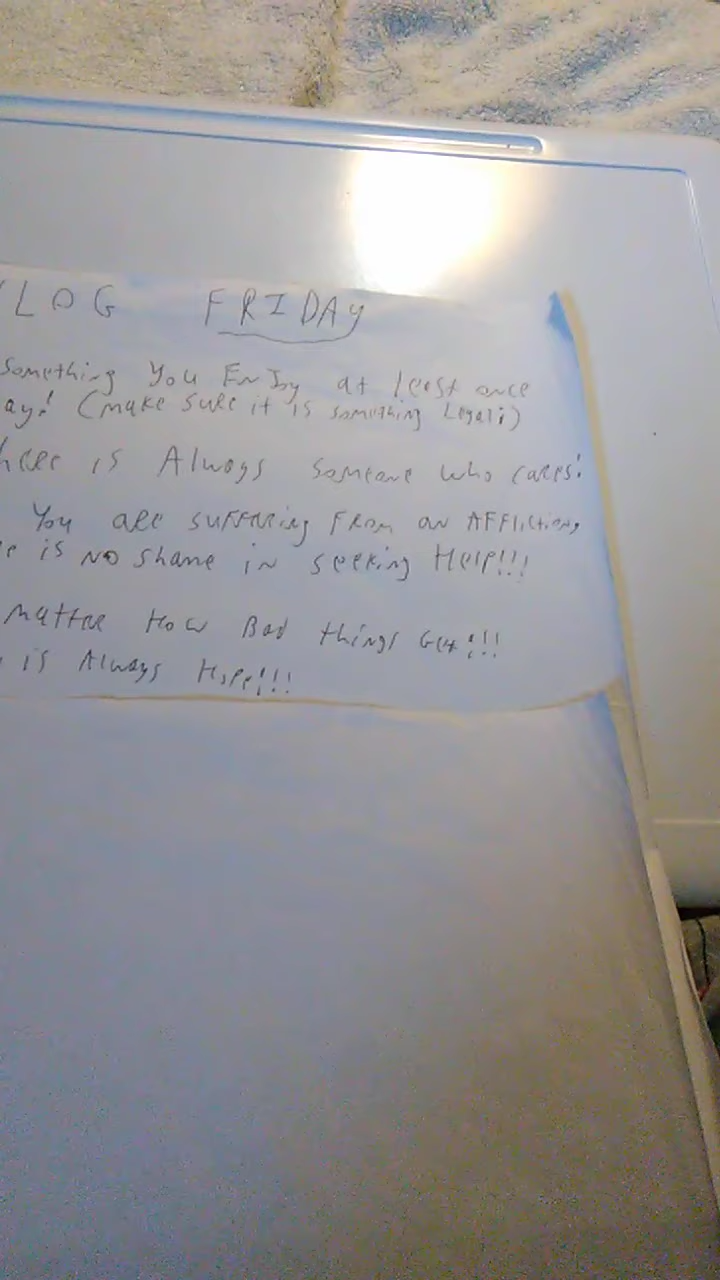 VLOG FRIDAY
Something You Enjoy at least once
ay! (make sure it is something Legal!)
here is Always someone who cares!
You are suffering From an Affliction,
e is No shame in seeking Help!!!
matter How Bad things Get!!!
is Always Hope!!!